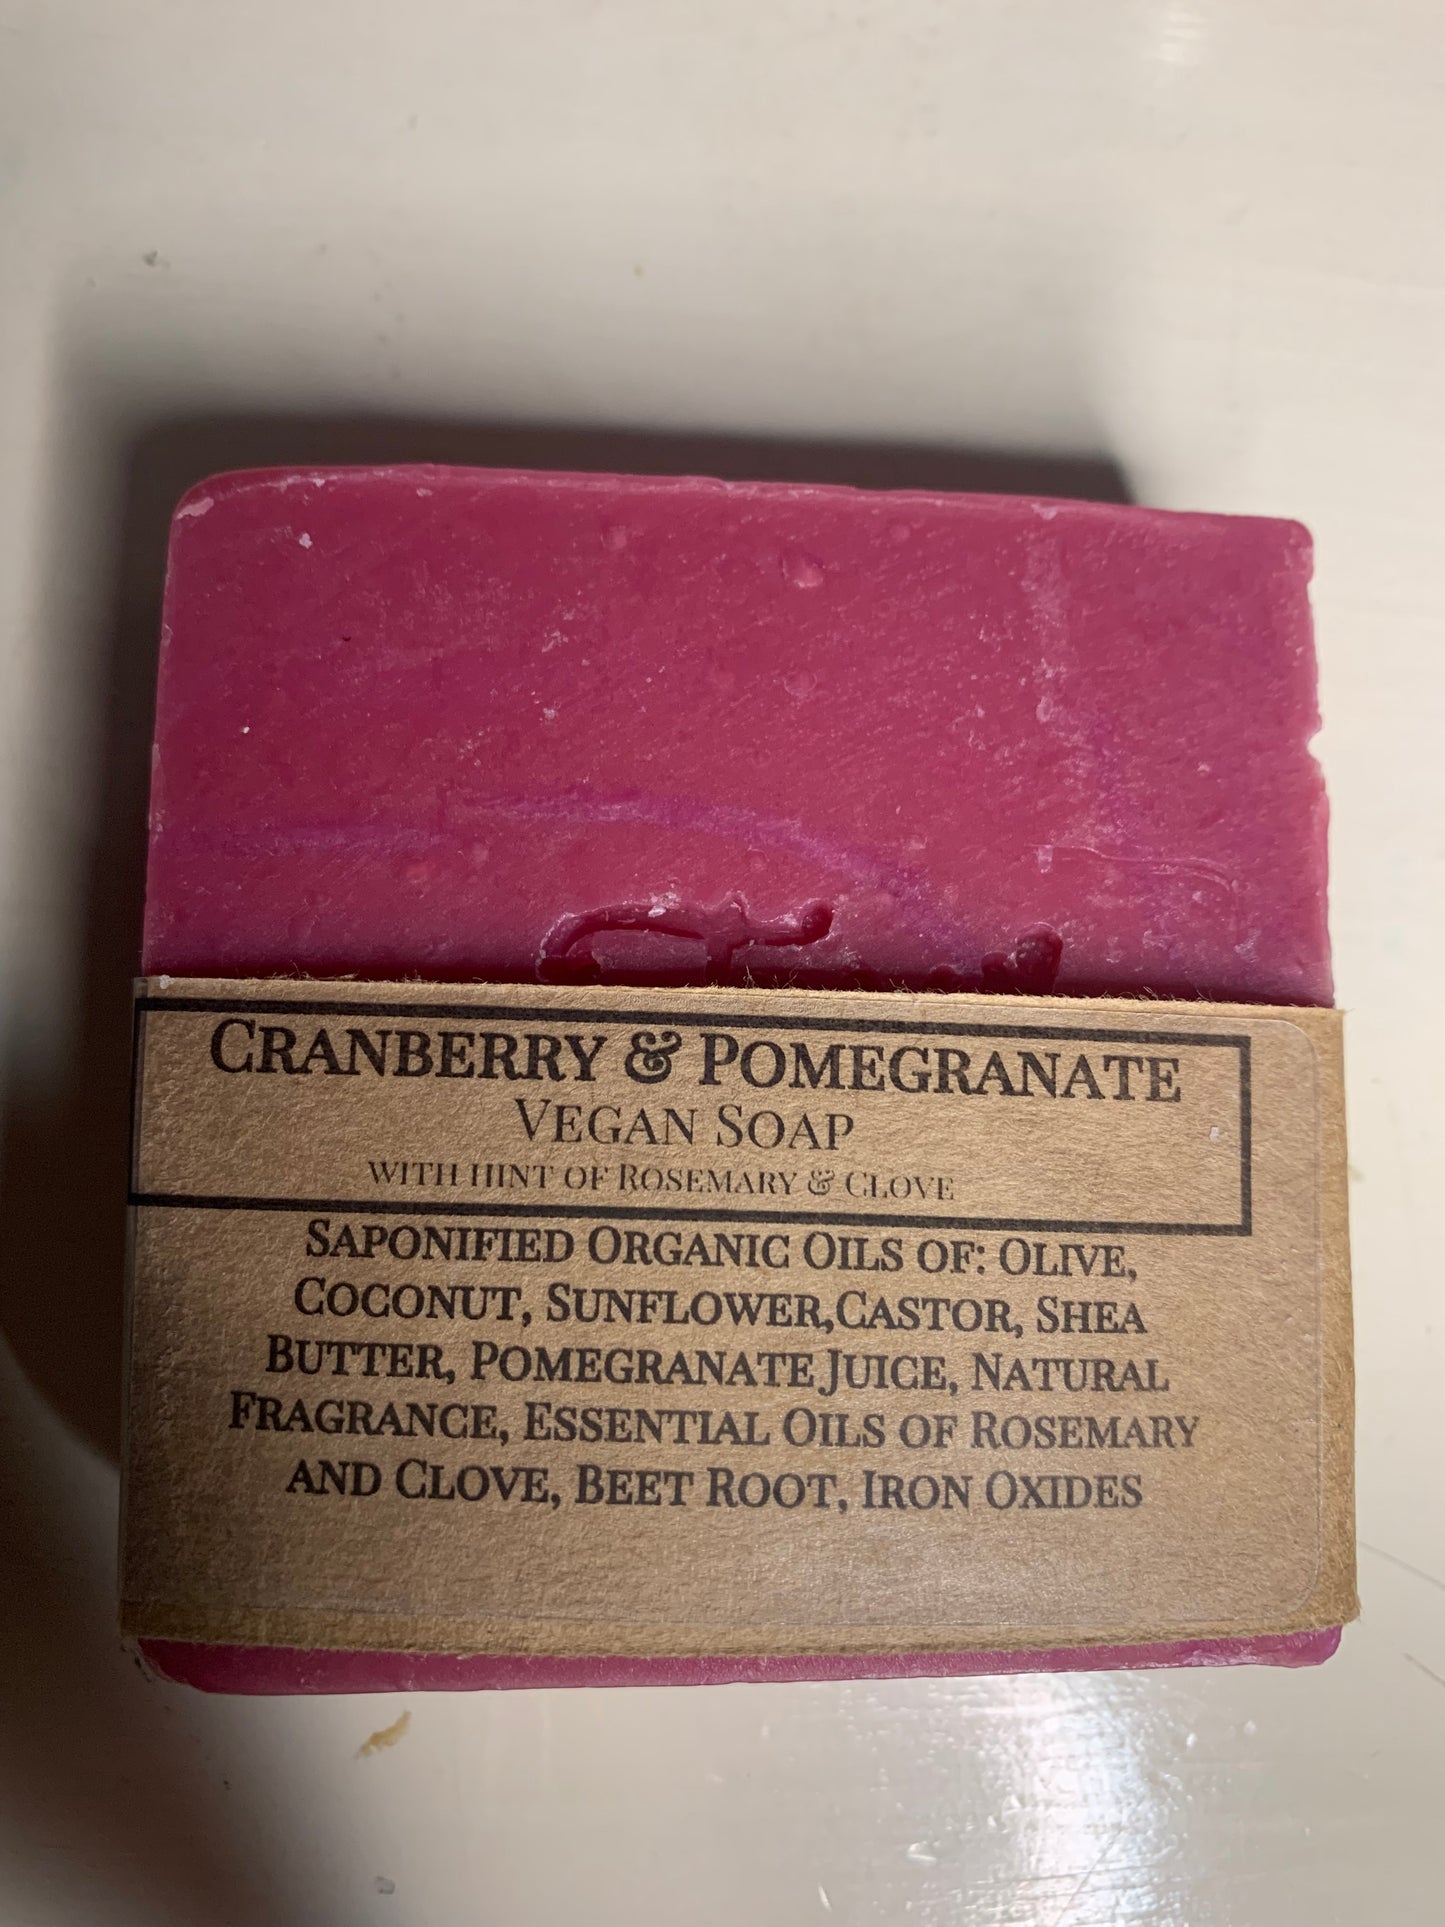 Cranberry & Pomegranate
Vegan Soap
with hint of Rosemary & Clove
Saponified Organic Oils of: Olive,
Coconut, Sunflower,Castor, Shea
Butter, Pomegranate Juice, Natural
Fragrance, Essential Oils of Rosemary
and Clove, Beet Root, Iron Oxides